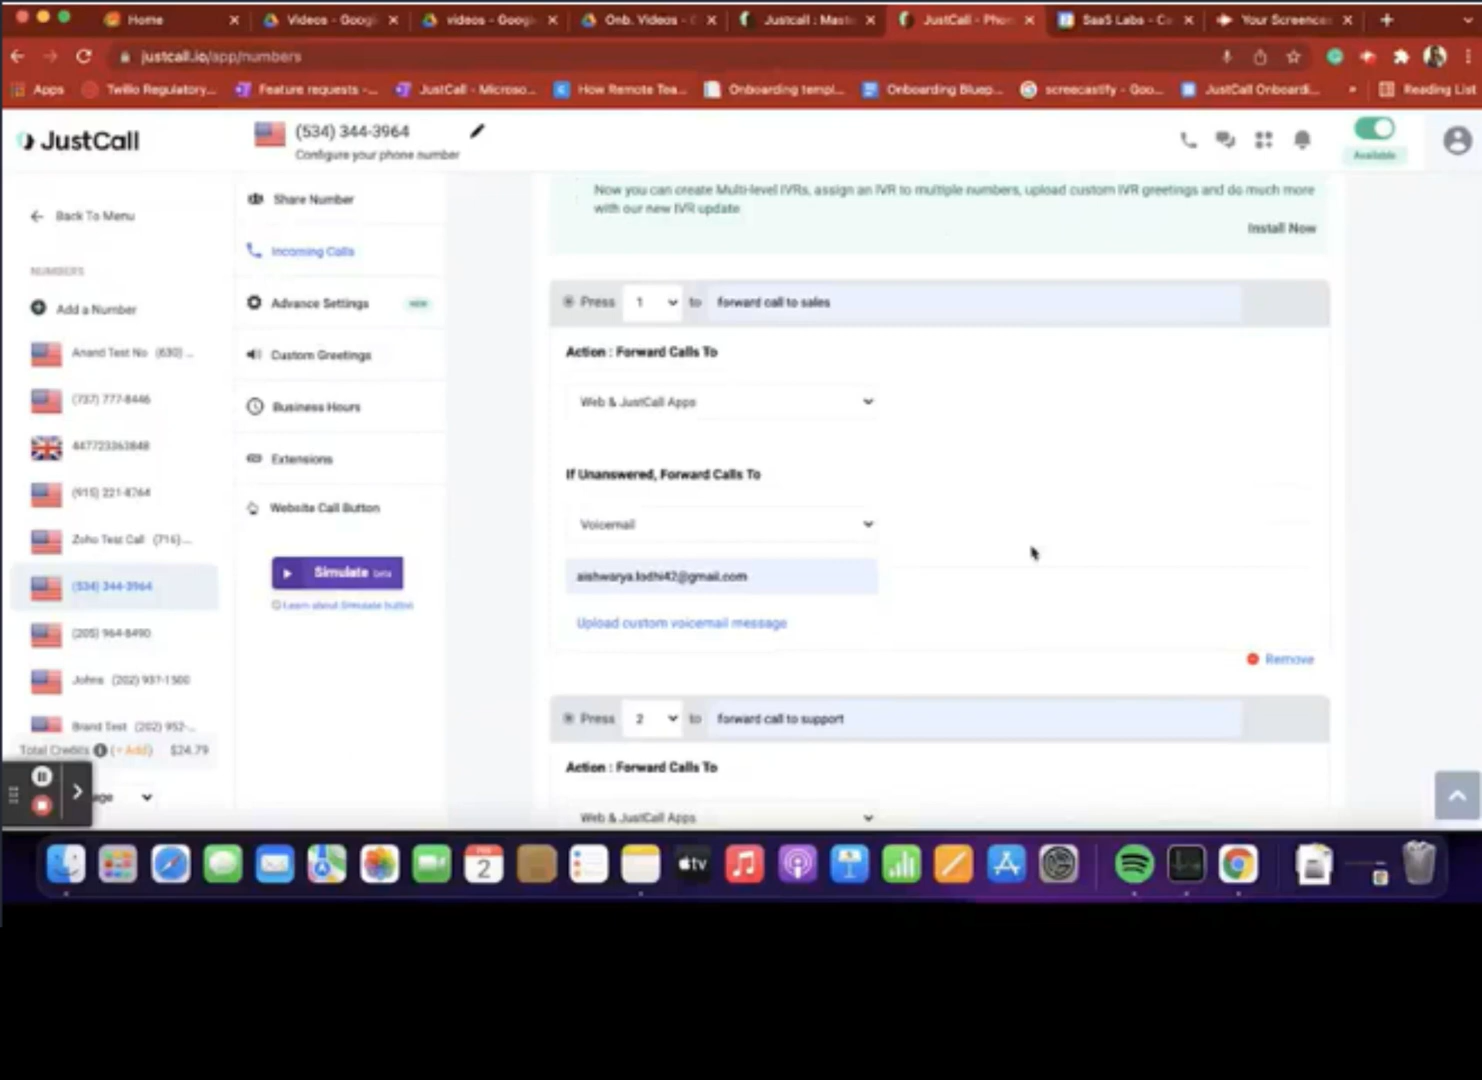 Home
Videos - Googl
videos - Googl
Onb. Videos - G
Justcall : Mast
JustCall - Phon
SaaS Labs - C
Your Screenca
justcall.io/app/numbers
Apps
Twilio Regulatory...
Feature requests -...
JustCall - Microso...
How Remote Tea...
Onboarding templ...
Onboarding Bluep...
screecastify - Goo...
JustCall Onboardi...
»
Reading List
JustCall
(534) 344-3964
Configure your phone number
Available
Back To Menu
NUMBERS
Add a Number
Anand Test No (630) ...
(737) 777-8446
447723363848
(915) 221-8764
Zoho Test Call (716)...
(534) 344-3964
(205) 964-8490
Johns (202) 937-1500
Brand Test (202) 952-...
Total Credits (+ Add) $24.79
age
Share Number
Incoming Calls
Advance Settings NEW
Custom Greetings
Business Hours
Extensions
Website Call Button
Simulate beta
Learn about Simulate button
Now you can create Multi-level IVRs, assign an IVR to multiple numbers, upload custom IVR greetings and do much more
with our new IVR update
Install Now
Press 1 to forward call to sales
Action : Forward Calls To
Web & JustCall Apps
If Unanswered, Forward Calls To
Voicemail
aishwarya.lodhi42@gmail.com
Upload custom voicemail message
Remove
Press 2 to forward call to support
Action : Forward Calls To
Web & JustCall Apps
2
tv